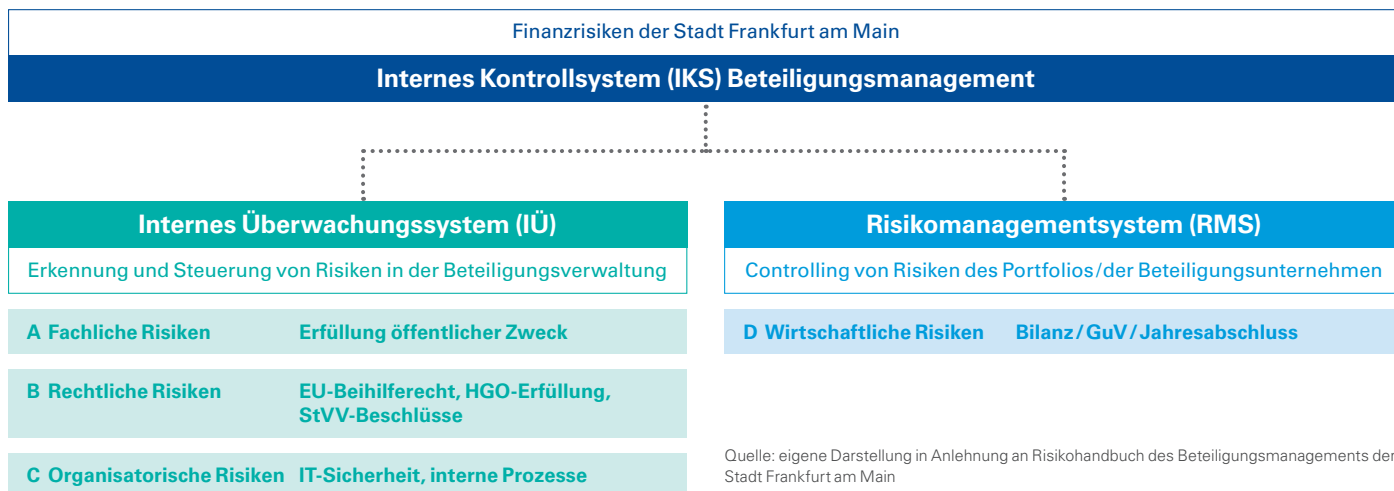 Finanzrisiken der Stadt Frankfurt am Main
Internes Kontrollsystem (IKS) Beteiligungsmanagement
Internes Überwachungssystem (IÜ)
Erkennung und Steuerung von Risiken in der Beteiligungsverwaltung
A Fachliche Risiken Erfüllung öffentlicher Zweck
B Rechtliche Risiken EU-Beihilferecht, HGO-Erfüllung,
StVV-Beschlüsse
C Organisatorische Risiken IT-Sicherheit, interne Prozesse
Risikomanagementsystem (RMS)
Controlling von Risiken des Portfolios/der Beteiligungsunternehmen
D Wirtschaftliche Risiken Bilanz/GuV/Jahresabschluss
Quelle: eigene Darstellung in Anlehnung an Risikohandbuch des Beteiligungsmanagements der
Stadt Frankfurt am Main